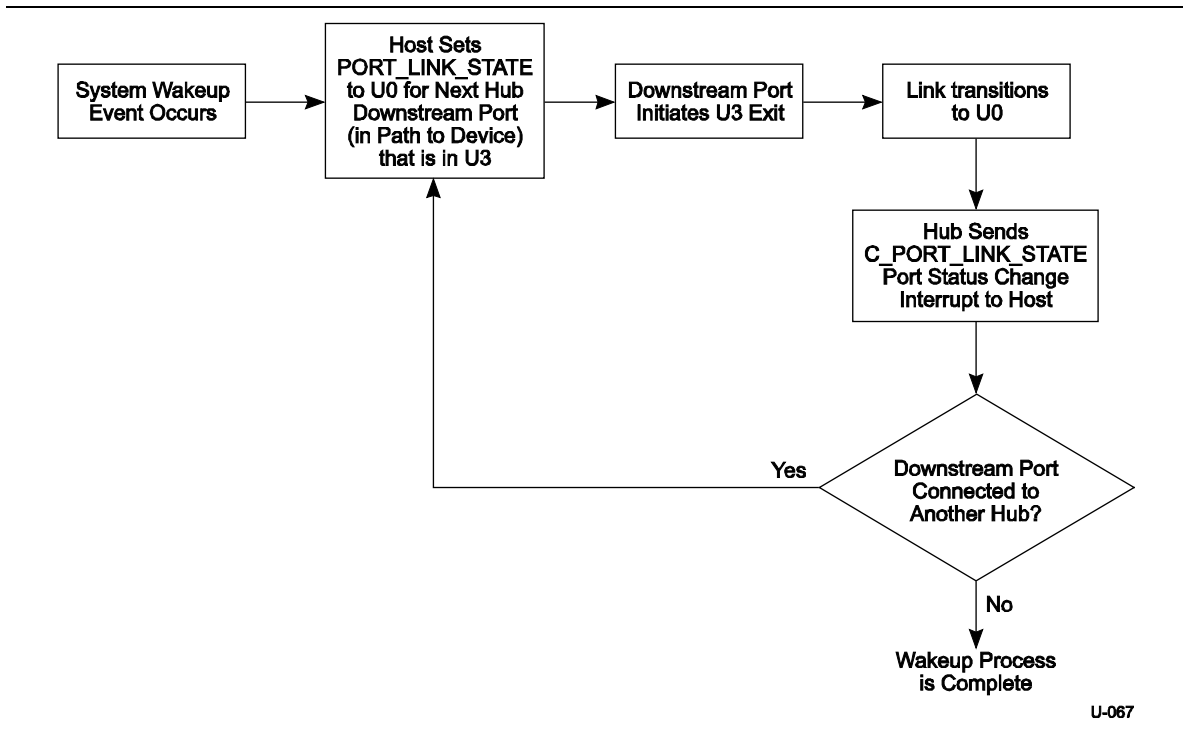 System Wakeup
Event Occurs
Host Sets
PORT_LINK_STATE
to U0 for Next Hub
Downstream Port
(in Path to Device)
that is in U3
Downstream Port
Initiates U3 Exit
Link transitions
to U0
Hub Sends
C_PORT_LINK_STATE
Port Status Change
Interrupt to Host
Downstream Port
Connected to
Another Hub?
Yes
No
Wakeup Process
is Complete
U-067